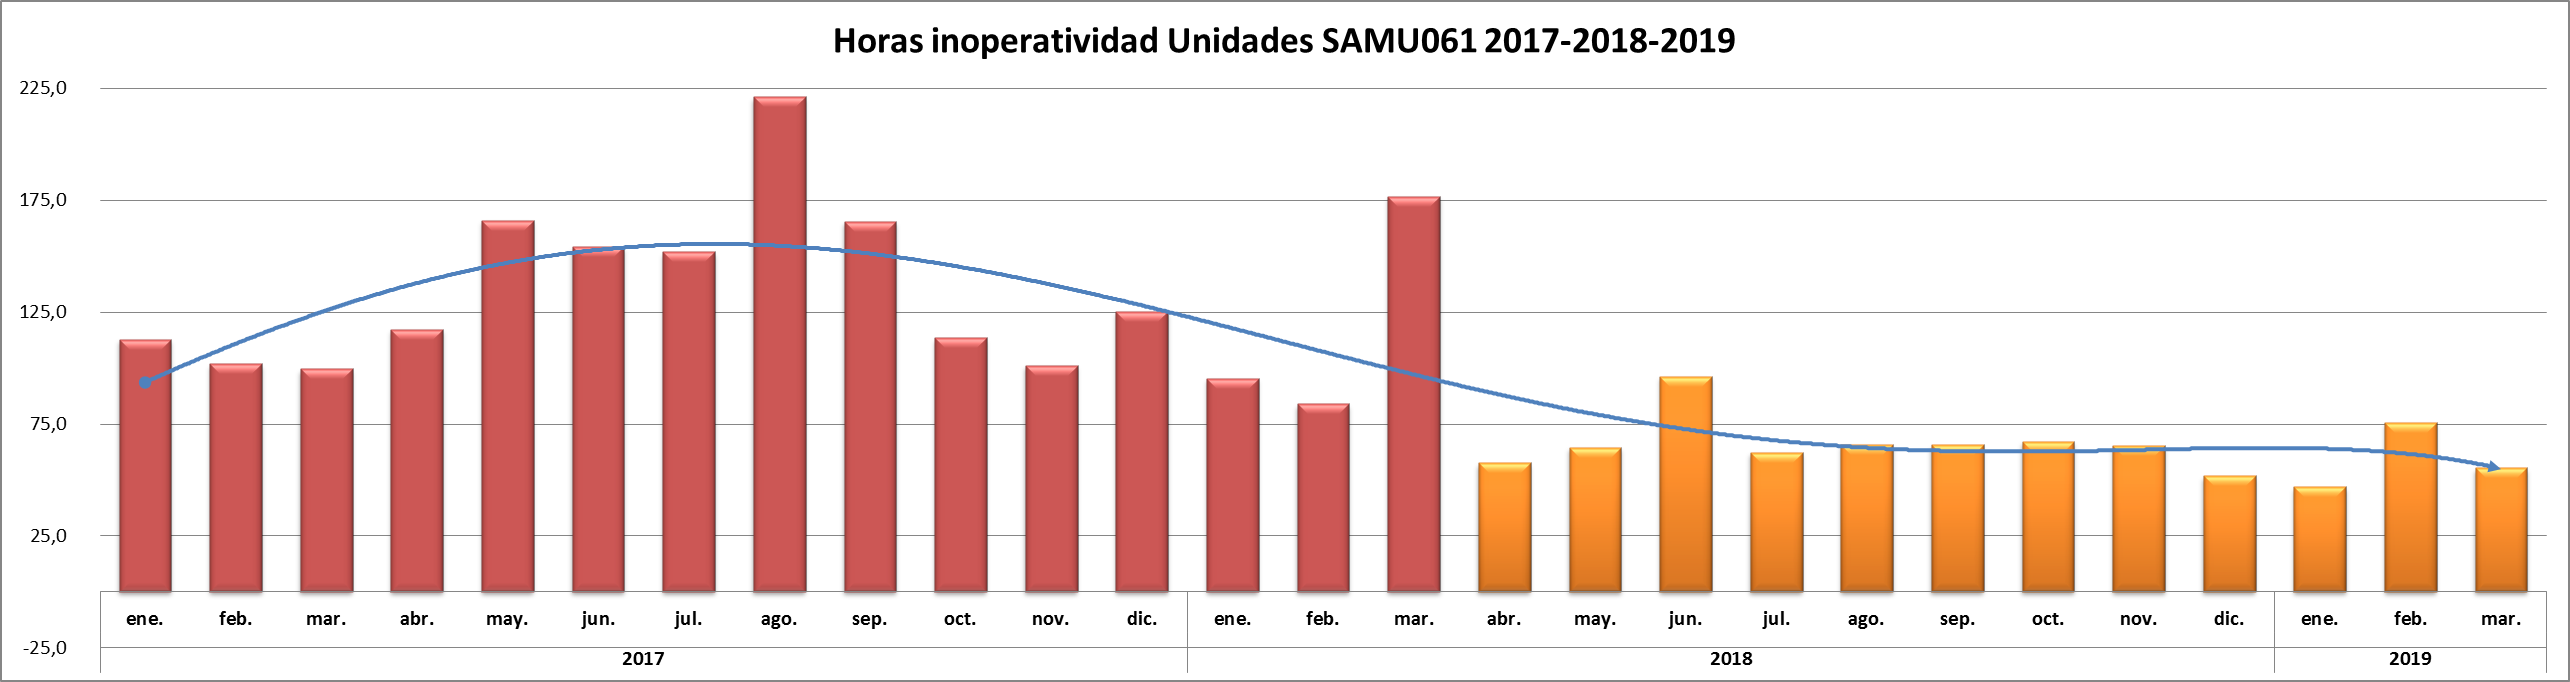 Horas inoperatividad Unidades SAMU061 2017-2018-2019
225,0
175,0
125,0
75,0
25,0
-25,0
ene. feb. mar. abr. may. jun. jul. ago. sep. oct. nov. dic. ene. feb. mar. abr. may. jun. jul. ago. sep. oct. nov. dic. ene. feb. mar.
2017 2018 2019